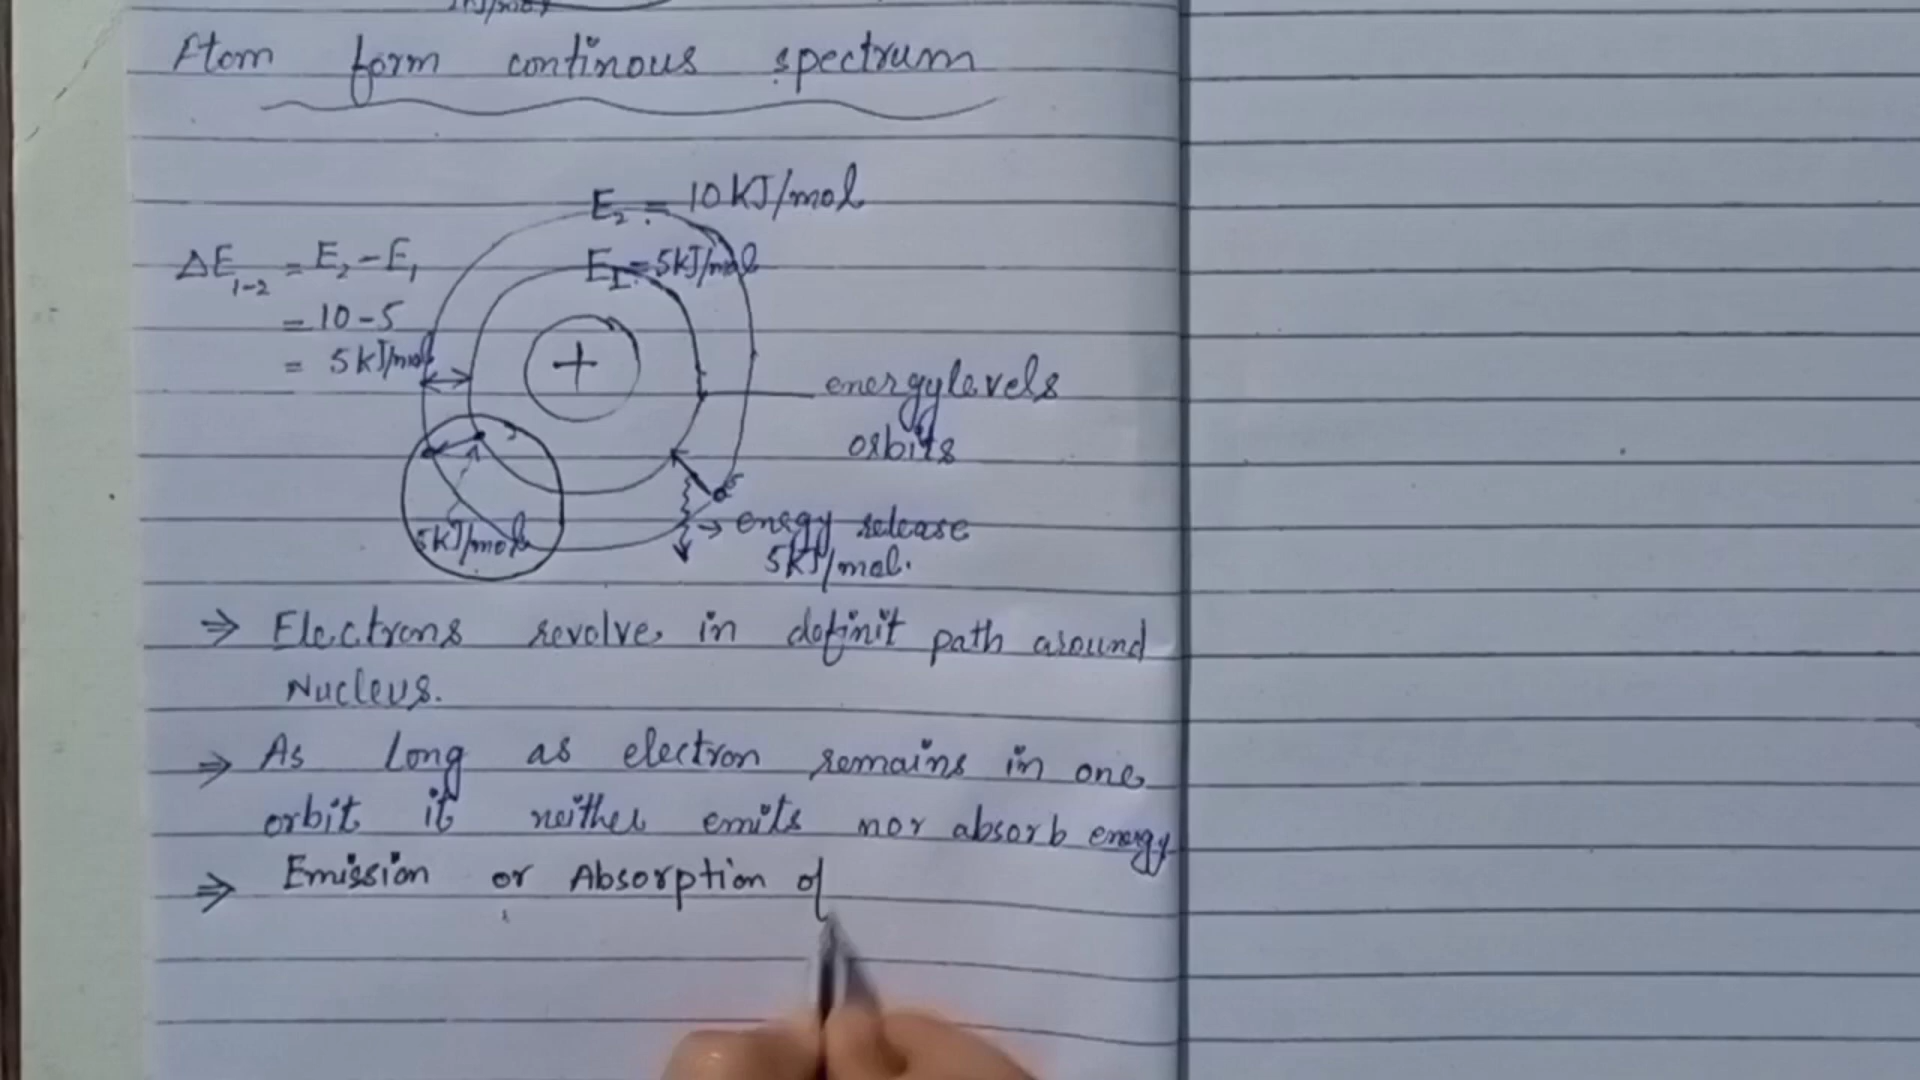 Atom form continous spectrum
E₂ = 10 kJ/mol
E₁ = 5kJ/mol
ΔE₁₋₂ = E₂ - E₁
= 10 - 5
= 5 kJ/mol
+
energylevels
orbits
5kJ/mol
→ energy release
5kJ/mol.
⇒ Electrons revolve in definit path around
Nucleus.
⇒ As Long as electron remains in one
orbit it neither emits nor absorb energy
⇒ Emission or Absorption of